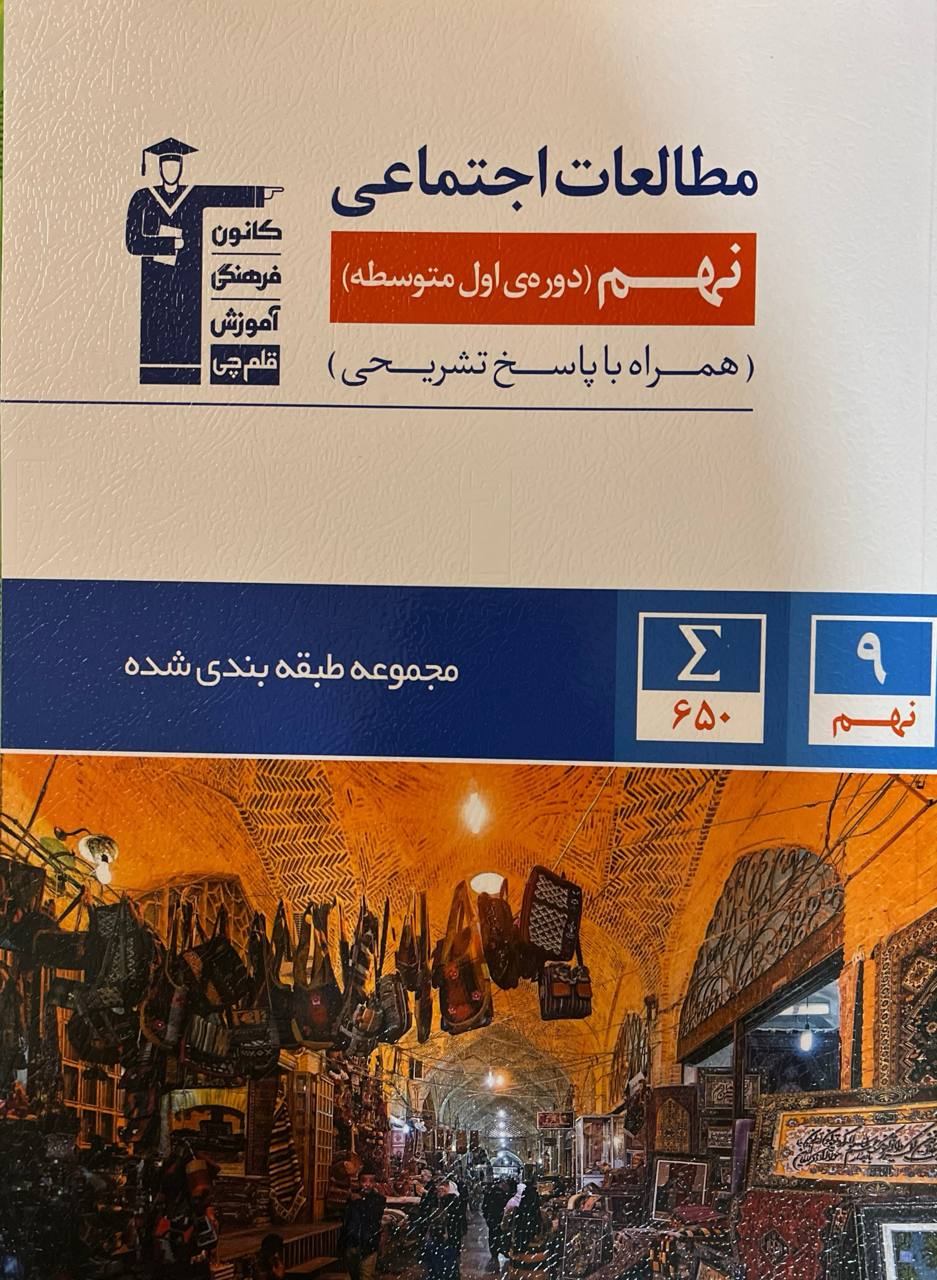 مطالعات اجتماعی
نهم (دوره‌ی اول متوسطه)
(همراه با پاسخ تشریحی)
کانون
فرهنگی
آموزش
قلم‌چی
۹
نهم
Σ
۶۵۰
مجموعه طبقه بندی شده